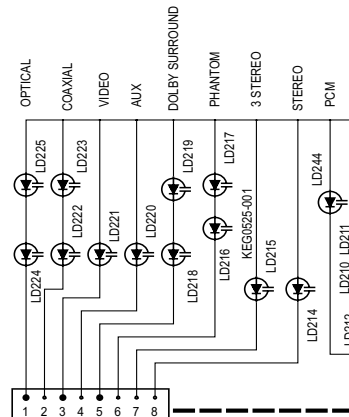 OPTICAL
COAXIAL
VIDEO
AUX
DOLBY SURROUND
PHANTOM
3 STEREO
STEREO
PCM
LD225
LD223
LD219
LD217
LD244
LD224
LD222
LD221
LD220
LD218
LD216
KEG0525-001
LD215
LD214
LD210
LD211
1 2 3 4 5 6 7 8